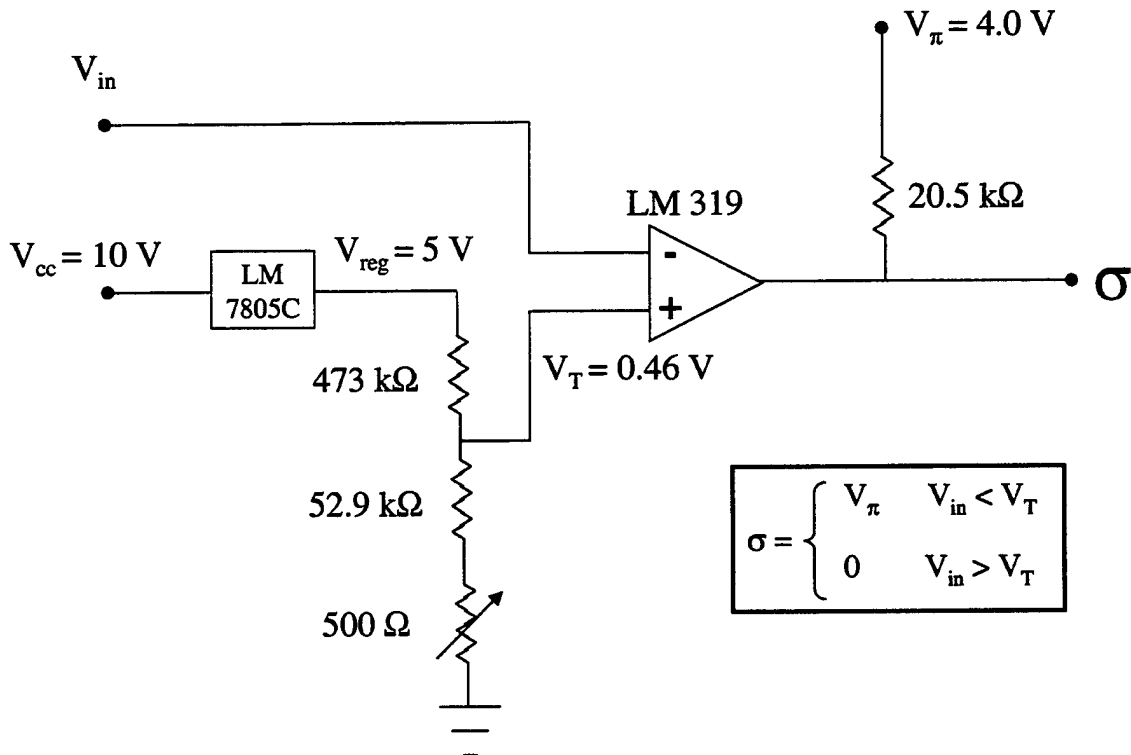 V_in
V_π = 4.0 V
20.5 kΩ
LM 319
V_cc = 10 V
LM
7805C
V_reg = 5 V
-
+
σ
473 kΩ
V_T = 0.46 V
52.9 kΩ
500 Ω
σ = { V_π V_in < V_T
0 V_in > V_T